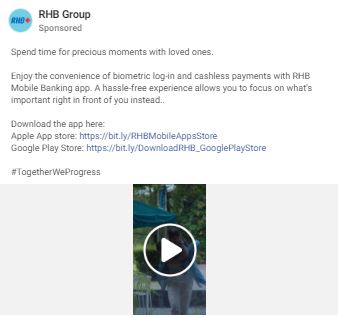 RHB Group
RHB
Sponsored
Spend time for precious moments with loved ones.
Enjoy the convenience of biometric log-in and cashless payments with RHB
Mobile Banking app. A hassle-free experience allows you to focus on what's
important right in front of you instead..
Download the app here:
Apple App store: https://bit.ly/RHBMobileAppsStore
Google Play Store: https://bit.ly/DownloadRHB_GooglePlayStore
#TogetherWeProgress